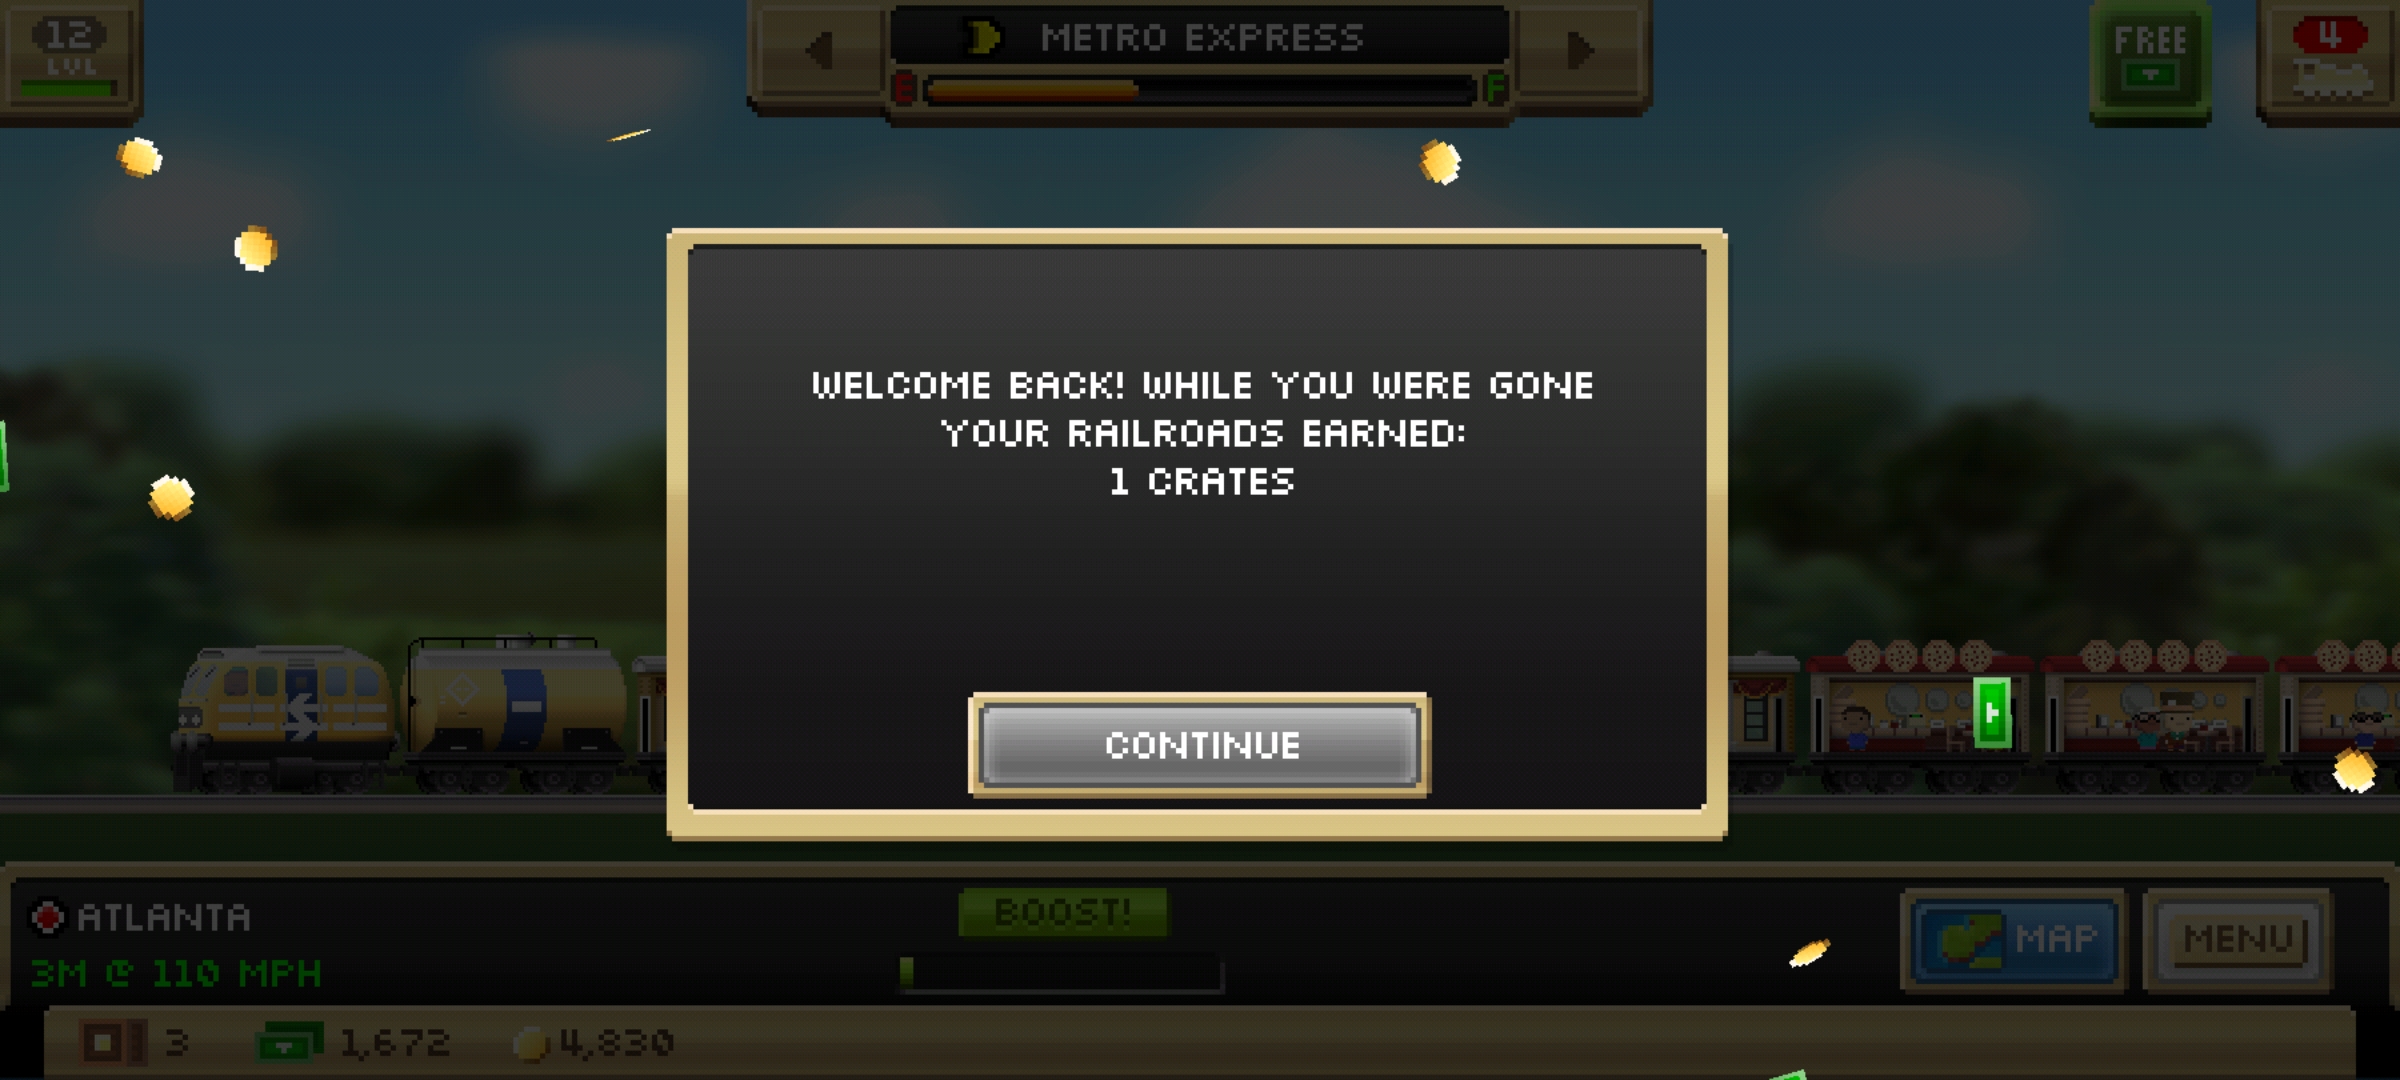 12
LVL
METRO EXPRESS
E
F
FREE
4
WELCOME BACK! WHILE YOU WERE GONE
YOUR RAILROADS EARNED:
1 CRATES
CONTINUE
ATLANTA
3M @ 110 MPH
BOOST!
MAP
MENU
3
1,672
4,830